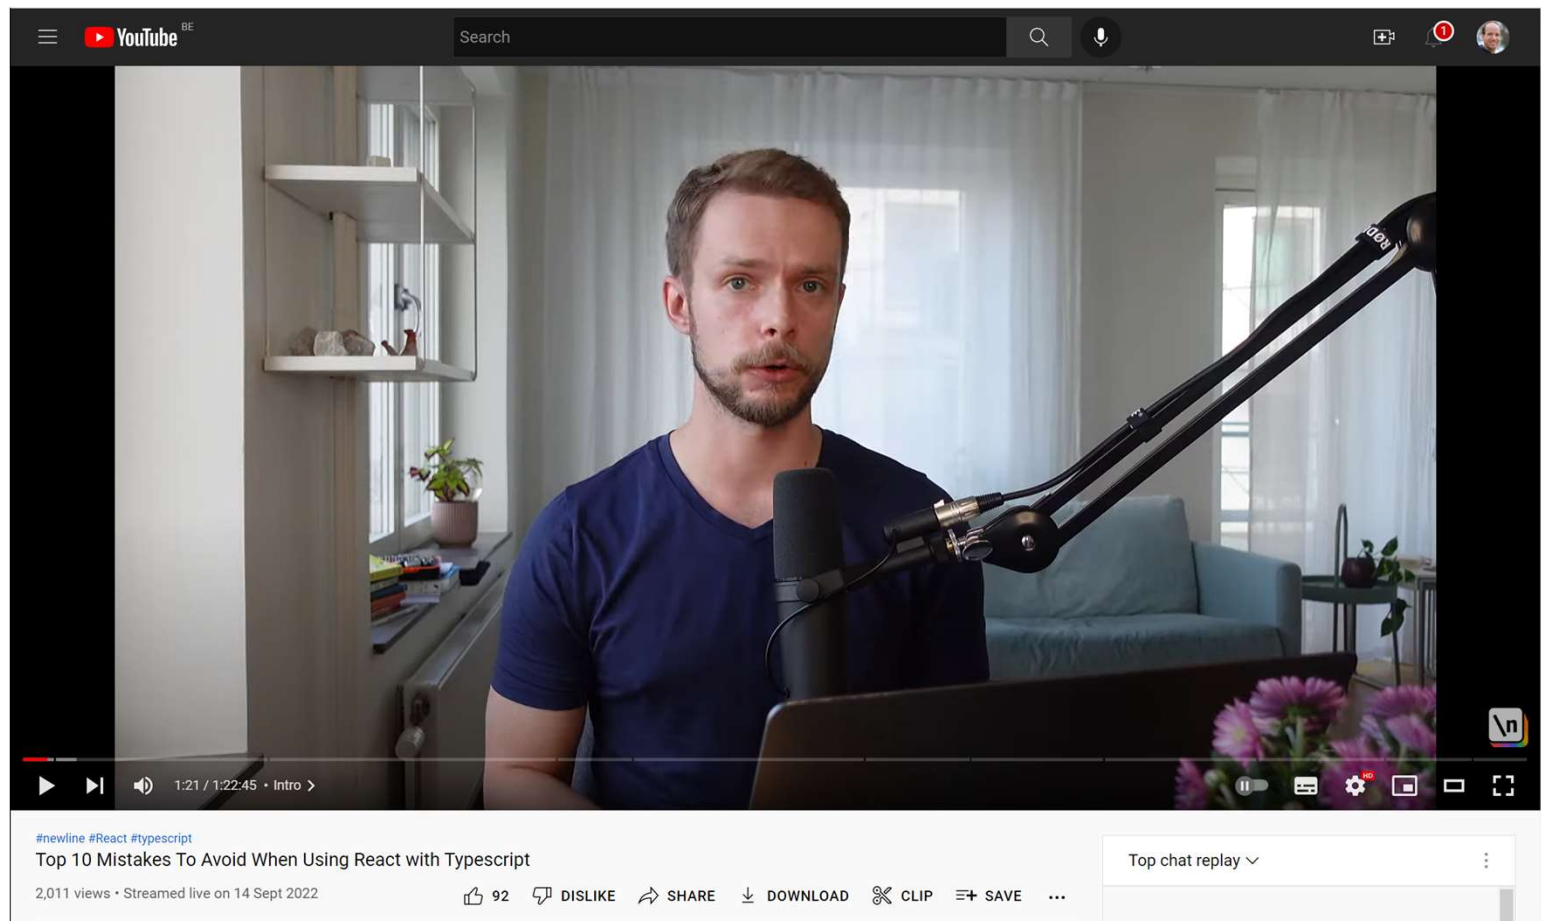 YouTube BE
Search
1
RØDE
\n
1:21 / 1:22:45 • Intro
HD
#newline #React #typescript
Top 10 Mistakes To Avoid When Using React with Typescript
Top chat replay
2,011 views • Streamed live on 14 Sept 2022
92 DISLIKE SHARE DOWNLOAD CLIP SAVE ...